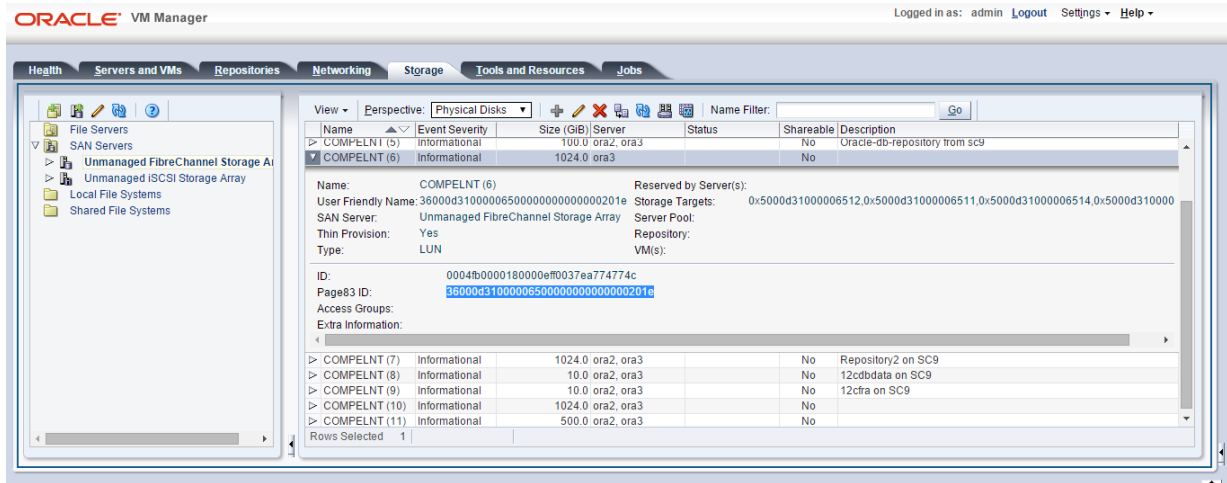 ORACLE VM Manager
Logged in as: admin Logout Settings Help
Health Servers and VMs Repositories Networking Storage Tools and Resources Jobs
View Perspective: Physical Disks Name Filter: Go
File Servers
SAN Servers
Unmanaged FibreChannel Storage Ar
Unmanaged iSCSI Storage Array
Local File Systems
Shared File Systems
Name Event Severity Size (GiB) Server Status Shareable Description
COMPELNT (5) Informational 100.0 ora2, ora3 No Oracle-db-repository from sc9
COMPELNT (6) Informational 1024.0 ora3 No
Name: COMPELNT (6) Reserved by Server(s):
User Friendly Name: 36000d3100000650000000000000201e Storage Targets: 0x5000d31000006512,0x5000d31000006511,0x5000d31000006514,0x5000d310000
SAN Server: Unmanaged FibreChannel Storage Array Server Pool:
Thin Provision: Yes Repository:
Type: LUN VM(s):
ID: 0004fb0000180000eff0037ea774774c
Page83 ID: 36000d3100000650000000000000201e
Access Groups:
Extra Information:
COMPELNT (7) Informational 1024.0 ora2, ora3 No Repository2 on SC9
COMPELNT (8) Informational 10.0 ora2, ora3 No 12cdbdata on SC9
COMPELNT (9) Informational 10.0 ora2, ora3 No 12cfra on SC9
COMPELNT (10) Informational 1024.0 ora2, ora3 No
COMPELNT (11) Informational 500.0 ora2, ora3 No
Rows Selected 1